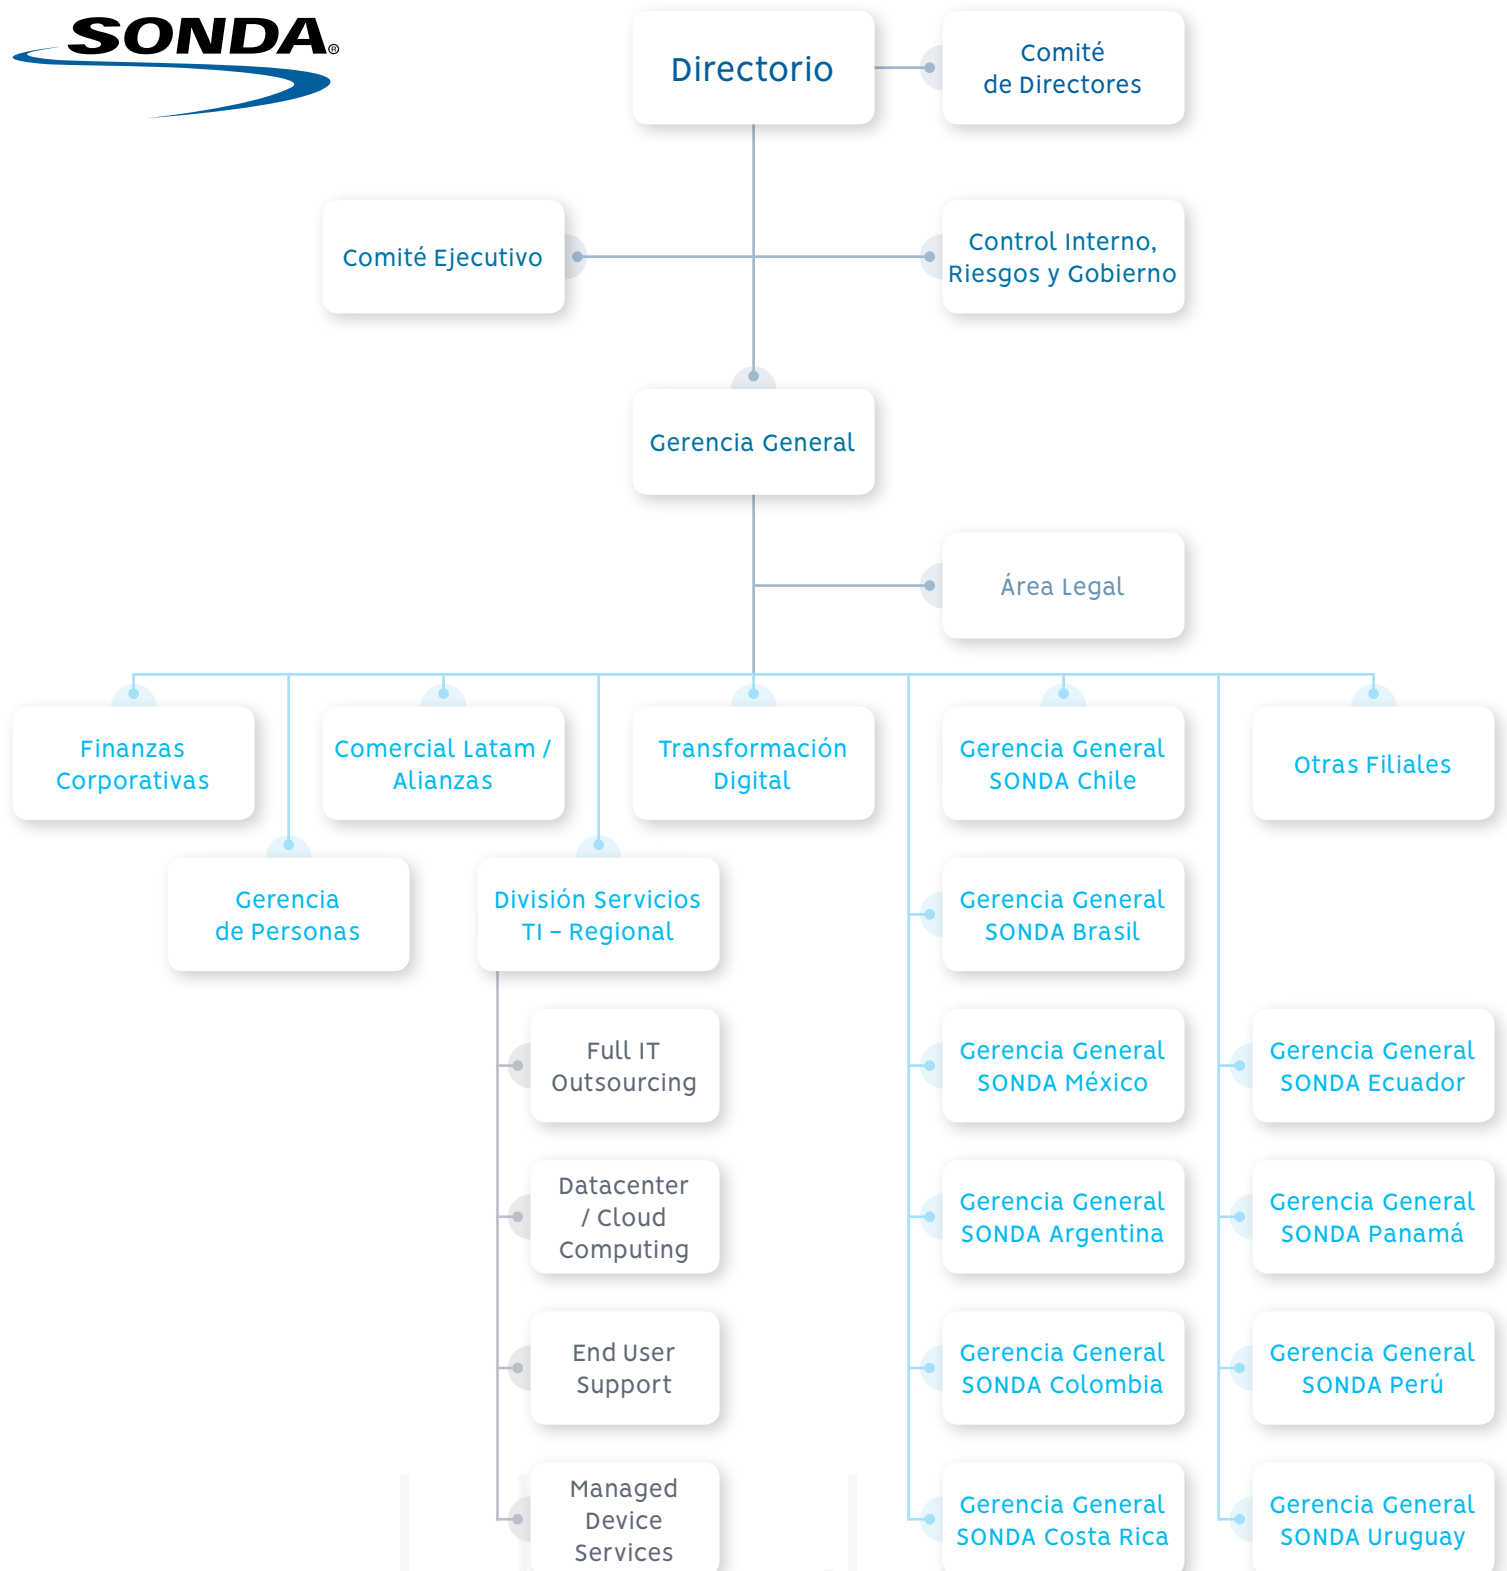 SONDA®
Directorio
Comité
de Directores
Comité Ejecutivo
Control Interno,
Riesgos y Gobierno
Gerencia General
Área Legal
Finanzas
Corporativas
Comercial Latam /
Alianzas
Transformación
Digital
Gerencia General
SONDA Chile
Otras Filiales
Gerencia
de Personas
División Servicios
TI – Regional
Gerencia General
SONDA Brasil
Full IT
Outsourcing
Gerencia General
SONDA México
Gerencia General
SONDA Ecuador
Datacenter
/ Cloud
Computing
Gerencia General
SONDA Argentina
Gerencia General
SONDA Panamá
End User
Support
Gerencia General
SONDA Colombia
Gerencia General
SONDA Perú
Managed
Device
Services
Gerencia General
SONDA Costa Rica
Gerencia General
SONDA Uruguay